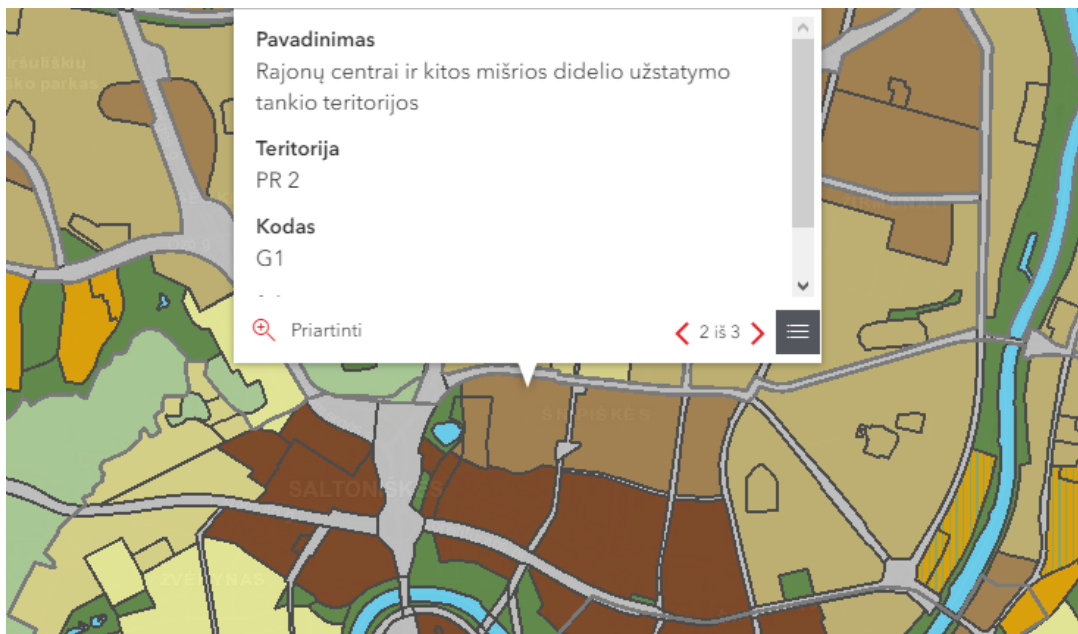 Pavadinimas
Rajonų centrai ir kitos mišrios didelio užstatymo
tankio teritorijos
Teritorija
PR 2
Kodas
G1
Priartinti
2 iš 3
ŠNIPIŠKĖS
SALTONIŠKĖS
ŽVĖRYNAS